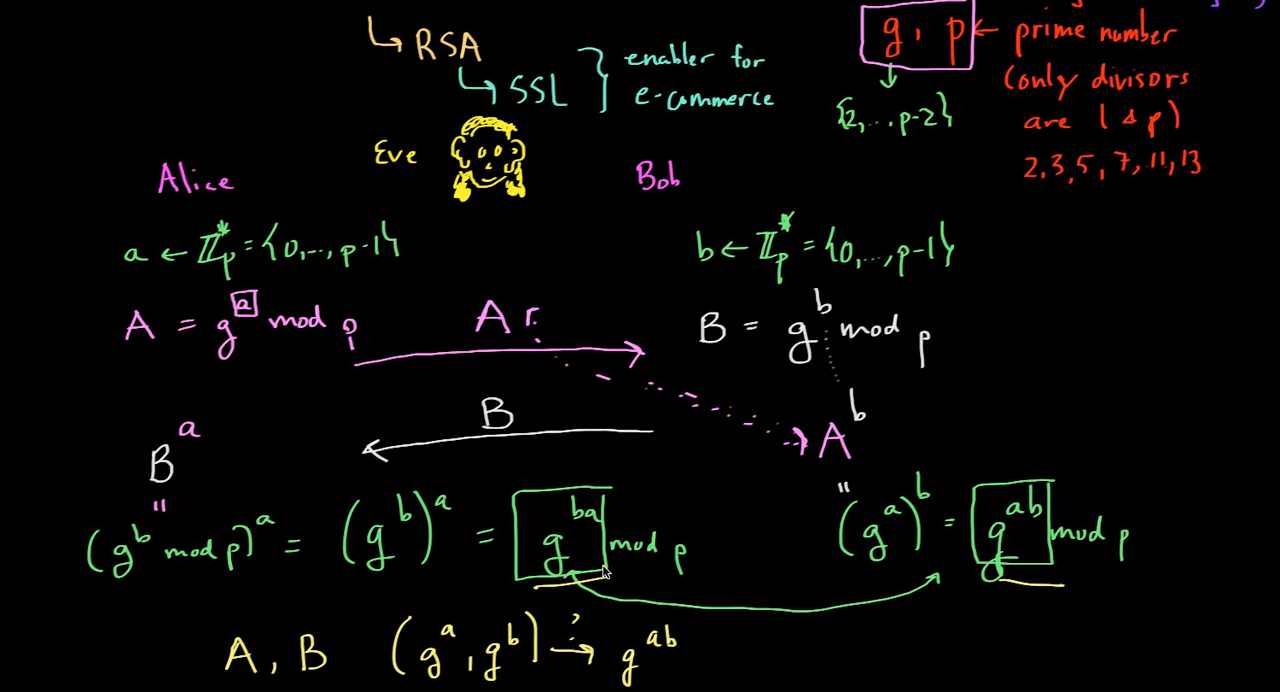 ↳ RSA
↳ SSL } enabler for
e-commerce
g, p ← prime number
(only divisors
are 1 & p)
2,3,5,7,11,13
↓
{2,...p-2}
Eve
Alice
Bob
a ← ℤ*ₚ = {0,...,p-1}
b ← ℤ*ₚ = {0,...,p-1}
A = g^a mod p
A
B = g^b mod p
B
B^a
A^b
"
"
(g^b mod p)^a = (g^b)^a = g^ba mod p
(g^a)^b = g^ab mod p
A, B (g^a, g^b) →? g^ab